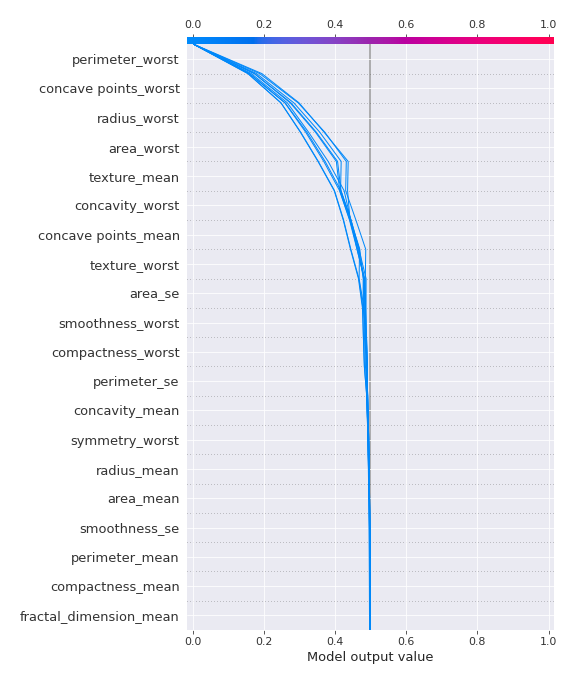 0.0 0.2 0.4 0.6 0.8 1.0
perimeter_worst
concave points_worst
radius_worst
area_worst
texture_mean
concavity_worst
concave points_mean
texture_worst
area_se
smoothness_worst
compactness_worst
perimeter_se
concavity_mean
symmetry_worst
radius_mean
area_mean
smoothness_se
perimeter_mean
compactness_mean
fractal_dimension_mean
0.0 0.2 0.4 0.6 0.8 1.0
Model output value